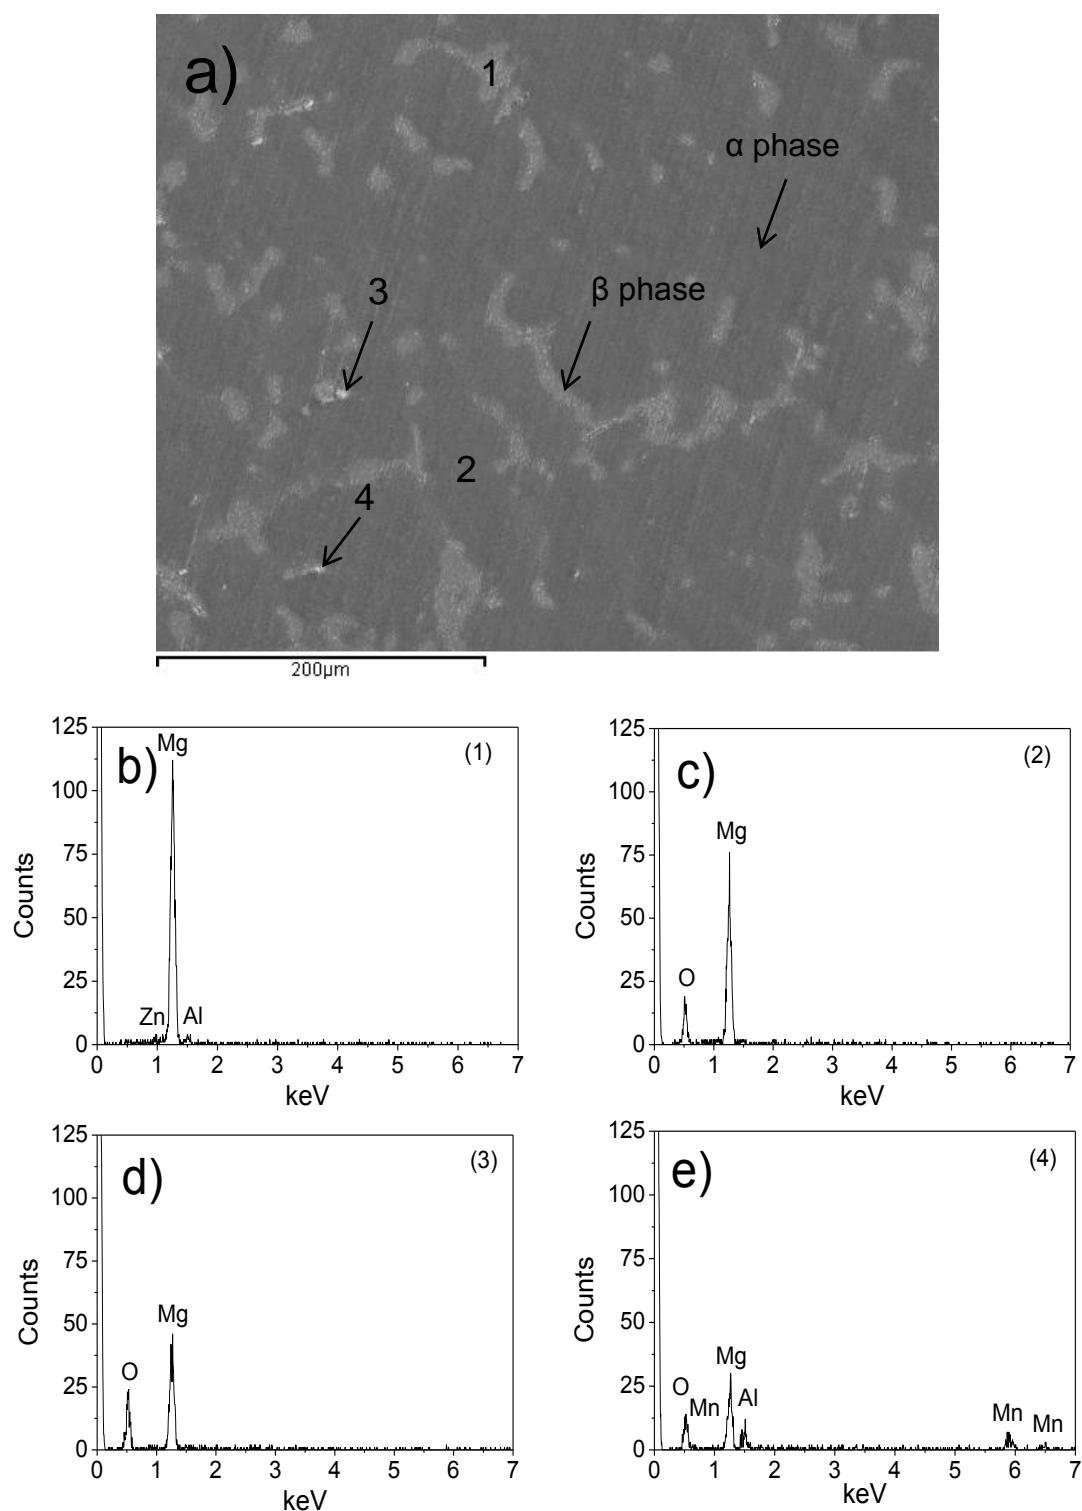 a)
1
α phase
3
β phase
2
4
200µm
b)
(1)
Mg
Zn
Al
125
100
75
50
25
0
Counts
0 1 2 3 4 5 6 7
keV
c)
(2)
Mg
O
125
100
75
50
25
0
Counts
0 1 2 3 4 5 6 7
keV
d)
(3)
Mg
O
125
100
75
50
25
0
Counts
0 1 2 3 4 5 6 7
keV
e)
(4)
Mg
O
Mn
Al
Mn
Mn
125
100
75
50
25
0
Counts
0 1 2 3 4 5 6 7
keV